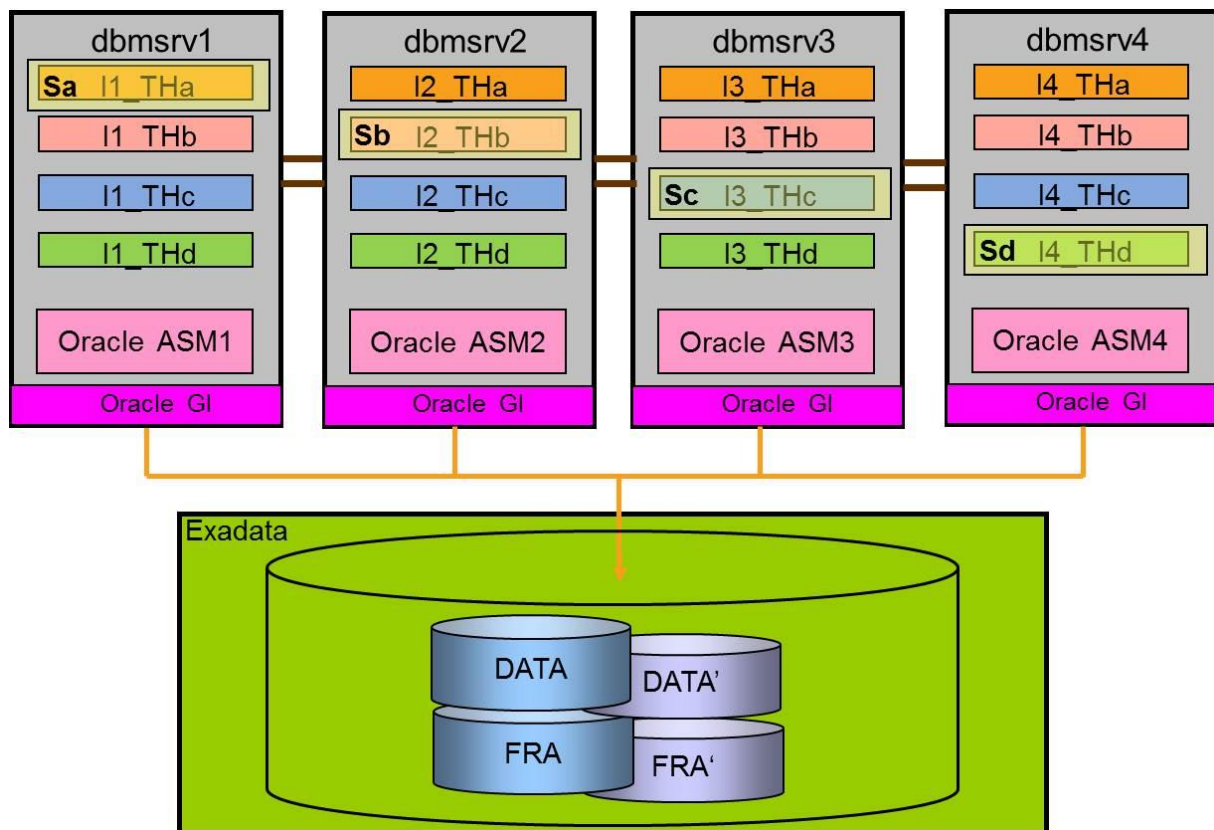 dbmsrv1
Sa I1_THa
I1_THb
I1_THc
I1_THd
Oracle ASM1
Oracle GI
dbmsrv2
I2_THa
Sb I2_THb
I2_THc
I2_THd
Oracle ASM2
Oracle GI
dbmsrv3
I3_THa
I3_THb
Sc I3_THc
I3_THd
Oracle ASM3
Oracle GI
dbmsrv4
I4_THa
I4_THb
I4_THc
Sd I4_THd
Oracle ASM4
Oracle GI
Exadata
DATA
DATA’
FRA
FRA‘